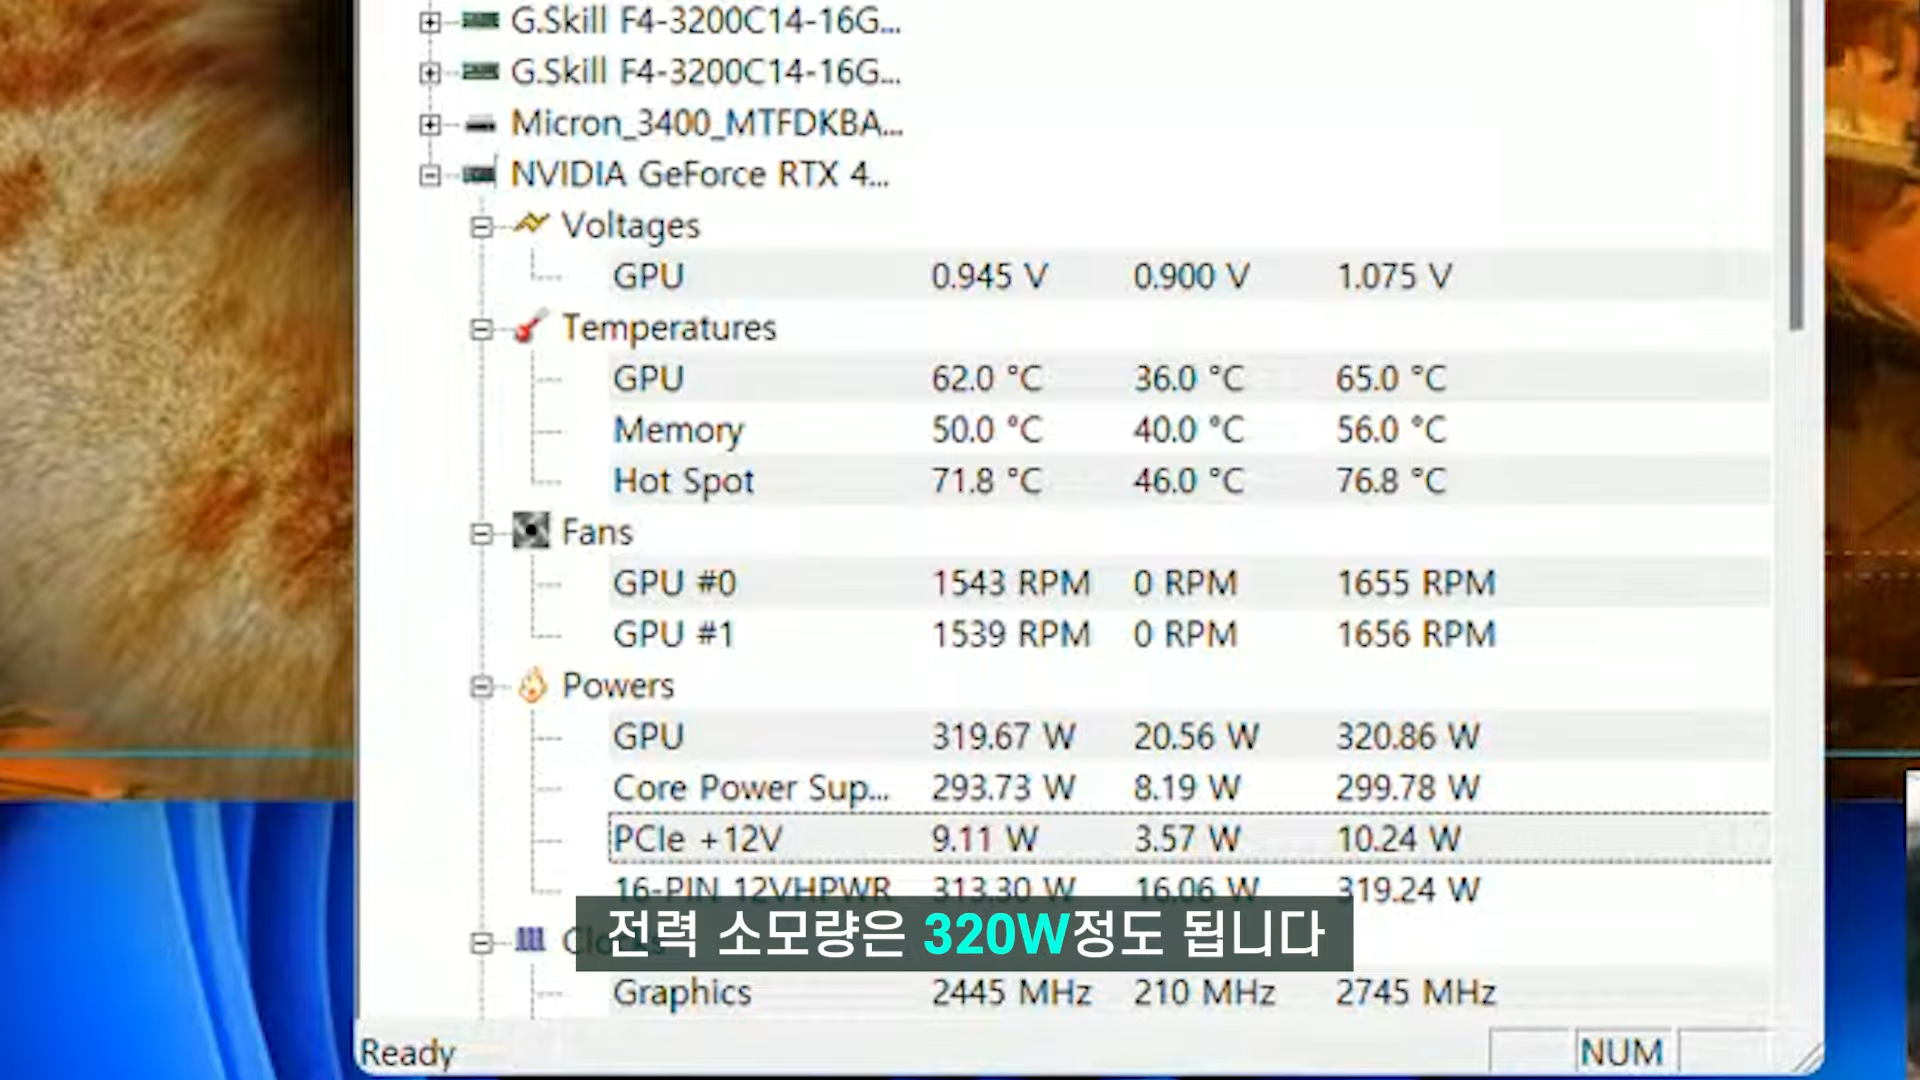 G.Skill F4-3200C14-16G...
G.Skill F4-3200C14-16G...
Micron_3400_MTFDKBA...
NVIDIA GeForce RTX 4...
Voltages
GPU 0.945 V 0.900 V 1.075 V
Temperatures
GPU 62.0 °C 36.0 °C 65.0 °C
Memory 50.0 °C 40.0 °C 56.0 °C
Hot Spot 71.8 °C 46.0 °C 76.8 °C
Fans
GPU #0 1543 RPM 0 RPM 1655 RPM
GPU #1 1539 RPM 0 RPM 1656 RPM
Powers
GPU 319.67 W 20.56 W 320.86 W
Core Power Sup... 293.73 W 8.19 W 299.78 W
PCIe +12V 9.11 W 3.57 W 10.24 W
16-PIN 12VHPWR 313.30 W 16.06 W 319.24 W
Clocks
전력 소모량은 320W정도 됩니다
Graphics 2445 MHz 210 MHz 2745 MHz
Ready NUM